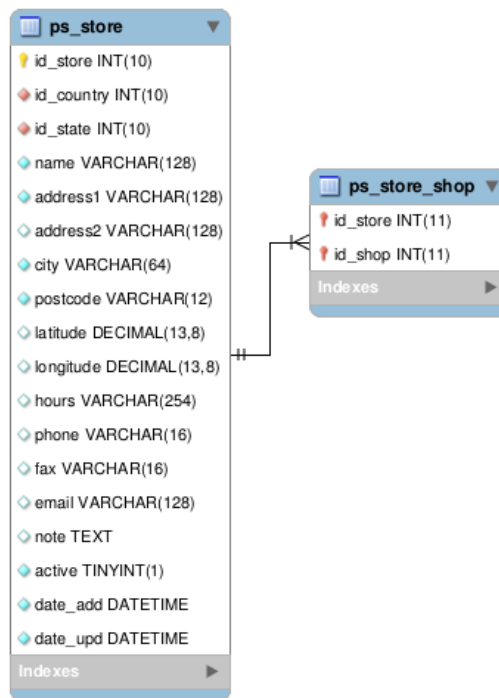 ps_store
id_store INT(10)
id_country INT(10)
id_state INT(10)
name VARCHAR(128)
address1 VARCHAR(128)
address2 VARCHAR(128)
city VARCHAR(64)
postcode VARCHAR(12)
latitude DECIMAL(13,8)
longitude DECIMAL(13,8)
hours VARCHAR(254)
phone VARCHAR(16)
fax VARCHAR(16)
email VARCHAR(128)
note TEXT
active TINYINT(1)
date_add DATETIME
date_upd DATETIME
Indexes
ps_store_shop
id_store INT(11)
id_shop INT(11)
Indexes